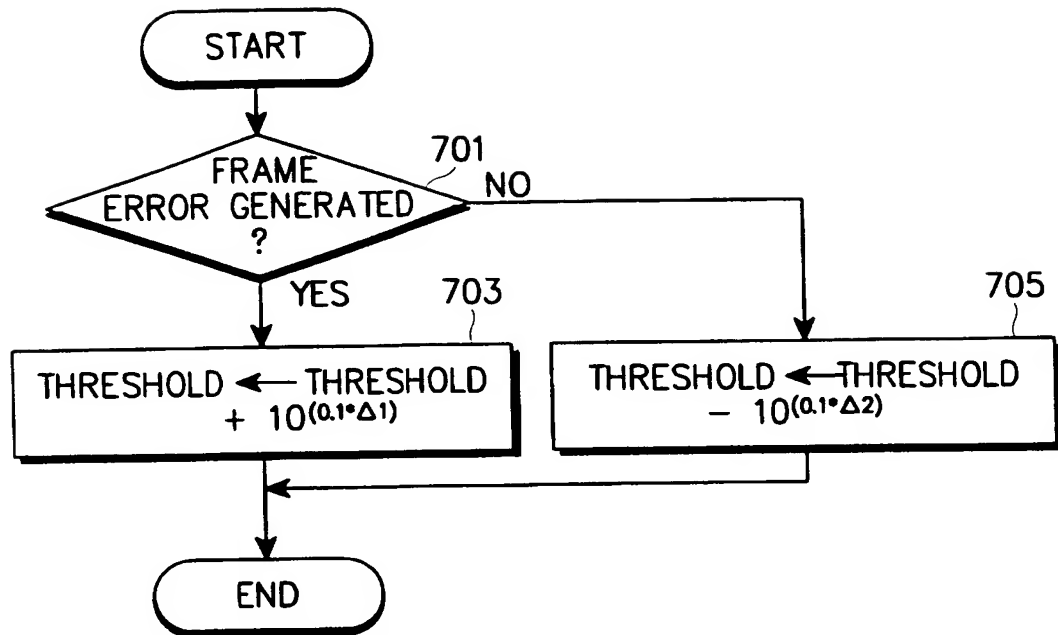 START
701
FRAME
ERROR GENERATED
?
NO
YES
703
THRESHOLD ← THRESHOLD
+ 10^(0.1*Δ1)
705
THRESHOLD ← THRESHOLD
− 10^(0.1*Δ2)
END